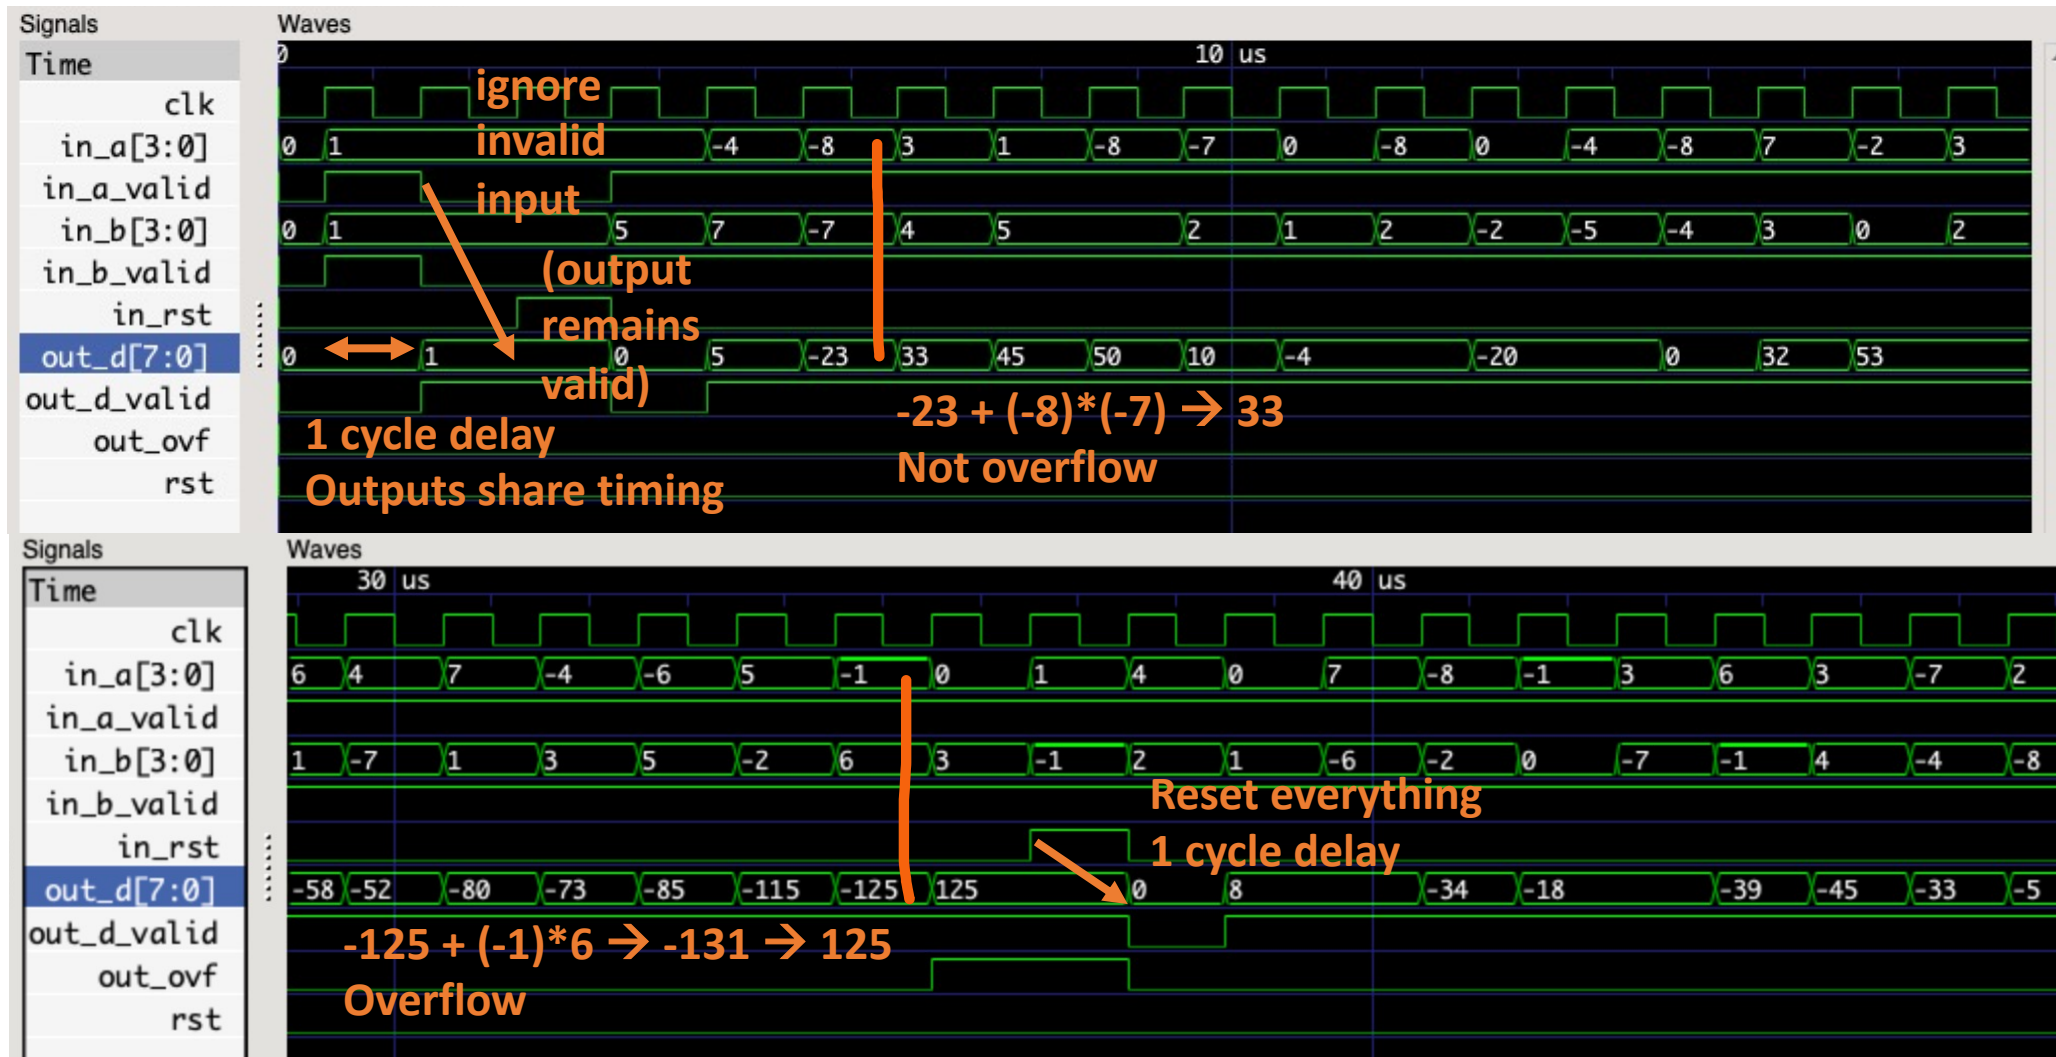 Signals
Waves
Time
0
10 us
clk
in_a[3:0]
0 1 -4 -8 3 1 -8 -7 0 -8 0 -4 -8 7 -2 3
in_a_valid
in_b[3:0]
0 1 5 7 -7 4 5 2 1 2 -2 -5 -4 3 0 2
in_b_valid
in_rst
out_d[7:0]
0 1 0 5 -23 33 45 50 10 -4 -20 0 32 53
out_d_valid
out_ovf
rst
ignore
invalid
input
(output
remains
valid)
1 cycle delay
Outputs share timing
-23 + (-8)*(-7) → 33
Not overflow
Signals
Waves
Time
30 us
40 us
clk
in_a[3:0]
6 4 7 -4 -6 5 -1 0 1 4 0 7 -8 -1 3 6 3 -7 2
in_a_valid
in_b[3:0]
1 -7 1 3 5 -2 6 3 -1 2 1 -6 -2 0 -7 -1 4 -4 -8
in_b_valid
in_rst
out_d[7:0]
-58 -52 -80 -73 -85 -115 -125 125 0 8 -34 -18 -39 -45 -33 -5
out_d_valid
out_ovf
rst
Reset everything
1 cycle delay
-125 + (-1)*6 → -131 → 125
Overflow